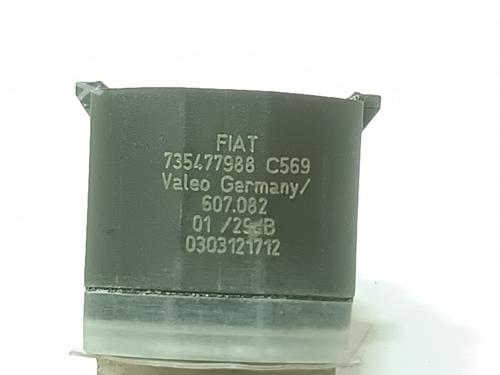 FIAT
735477988 C569
Valeo Germany/
607.082
01 /29dB
0303121712